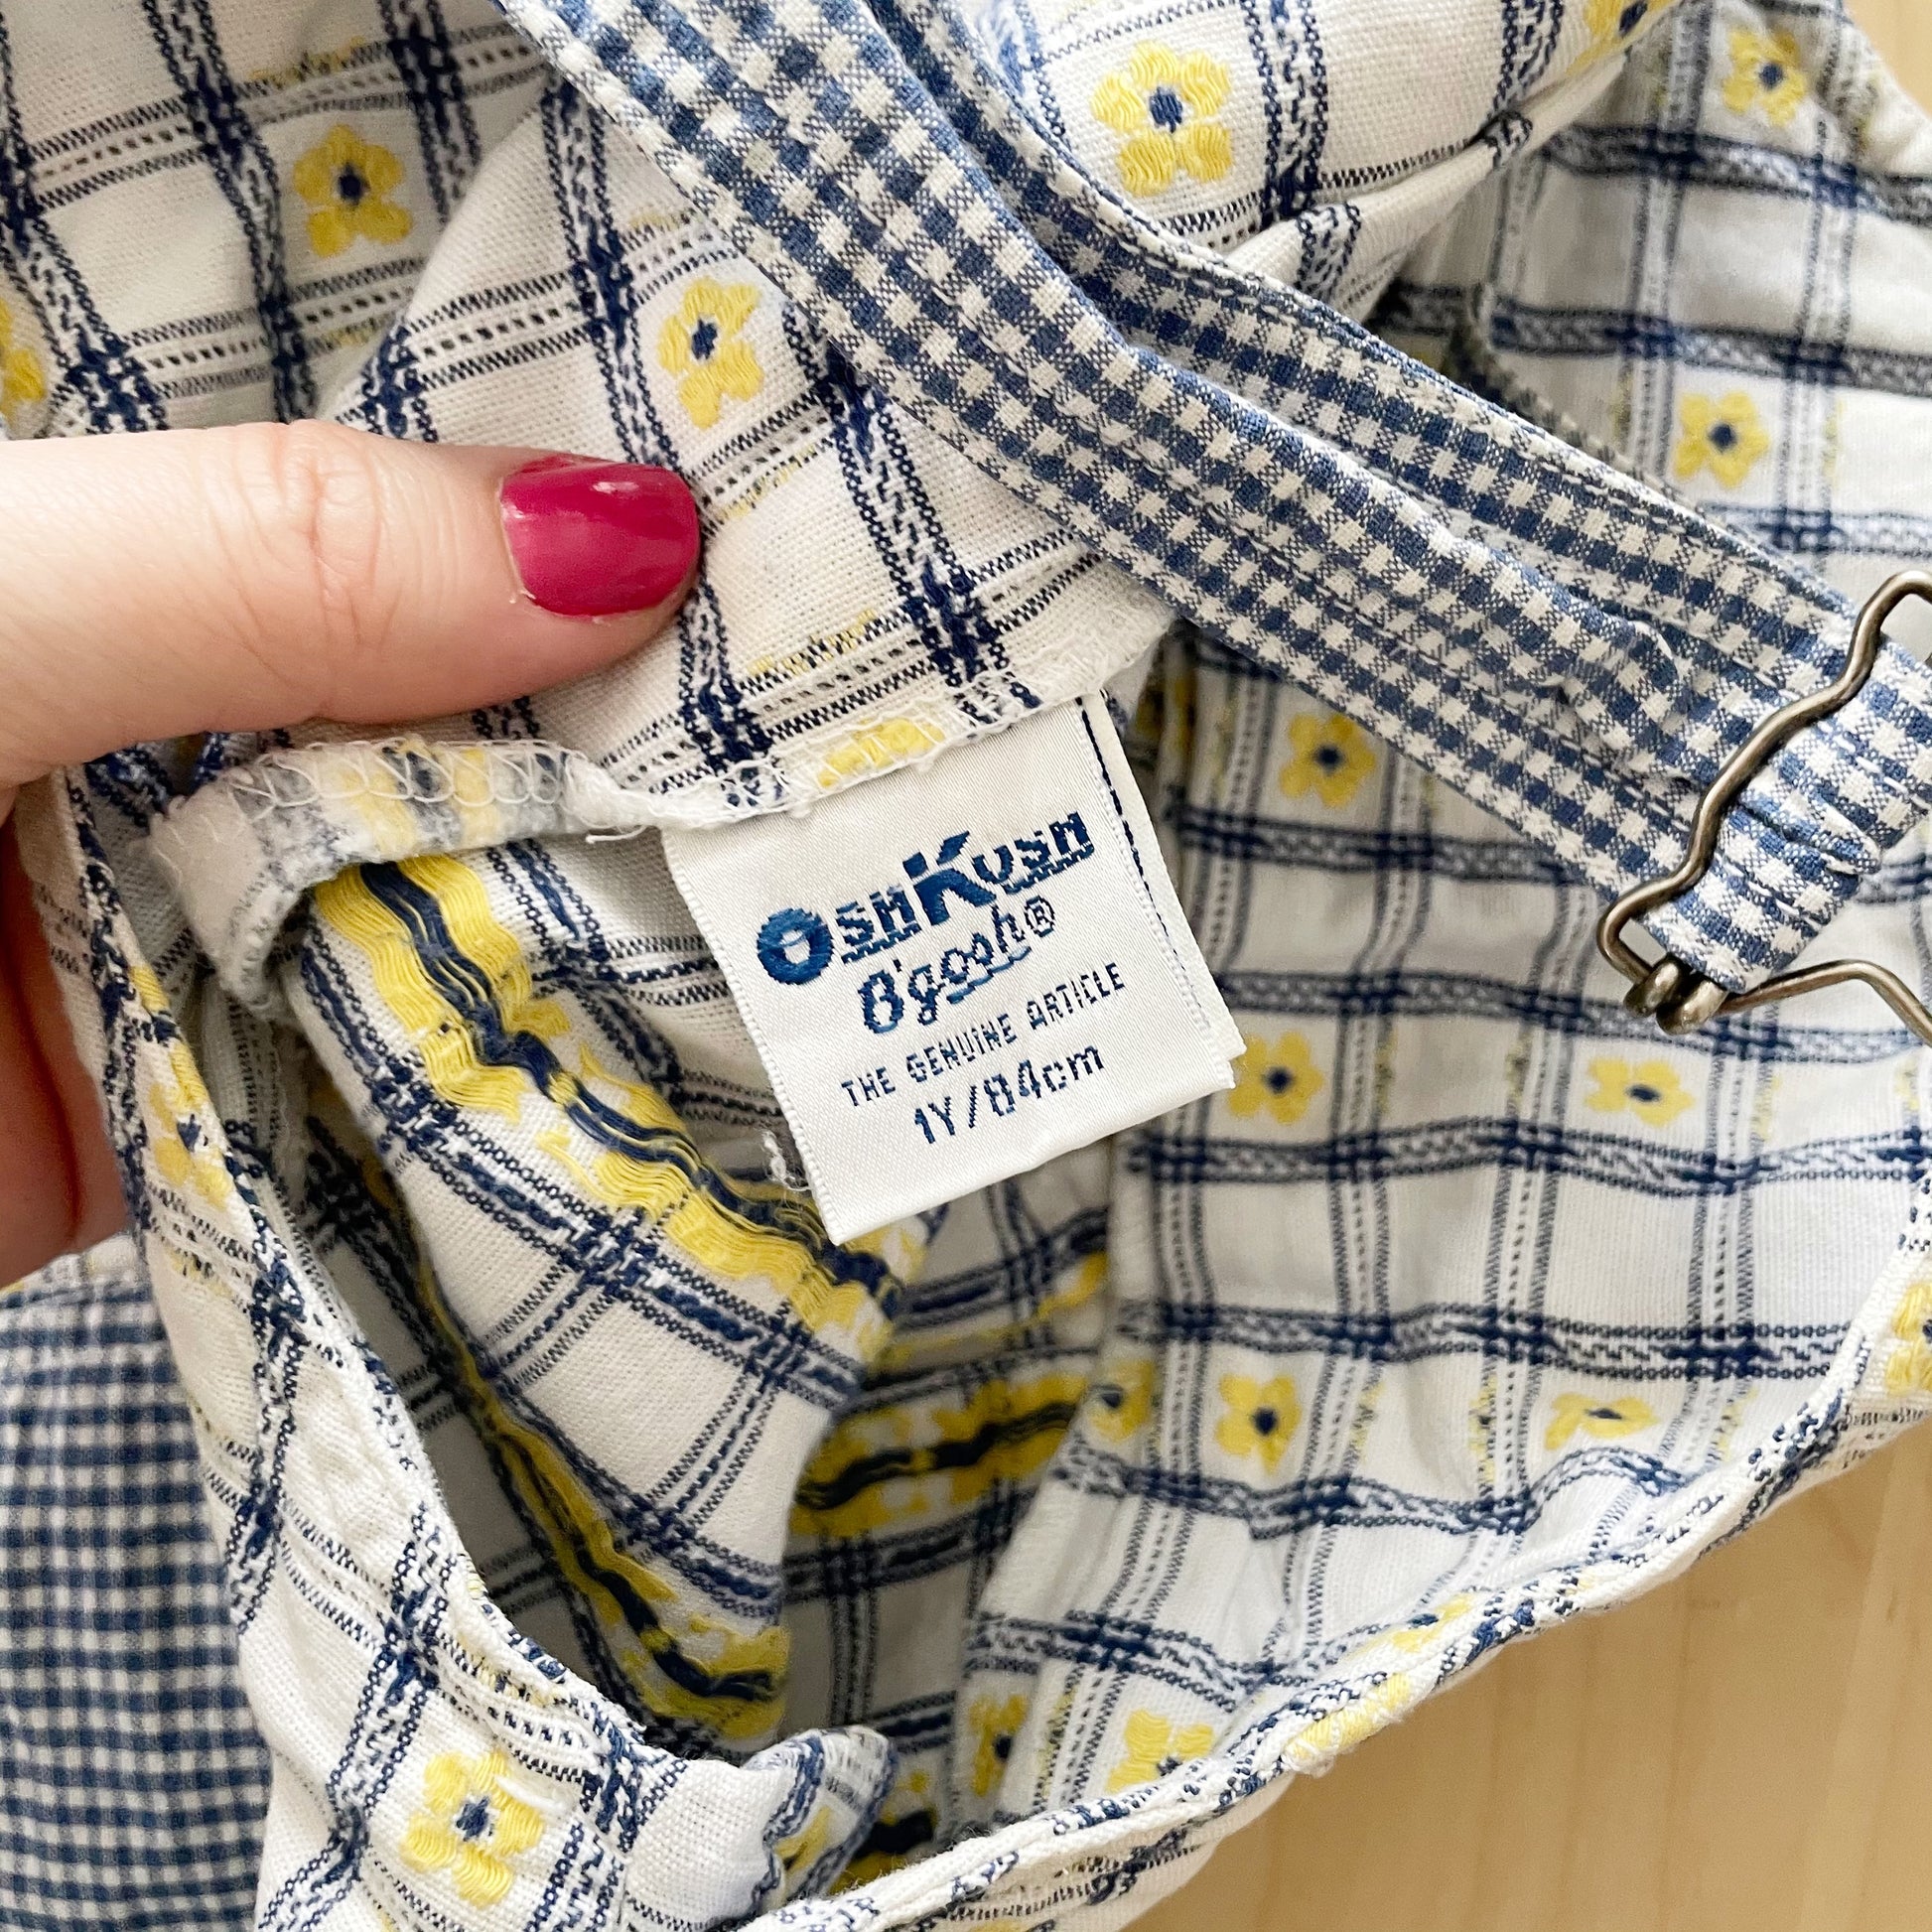 OSHKOSH
B'gosh®
THE GENUINE ARTICLE
1Y/84cm